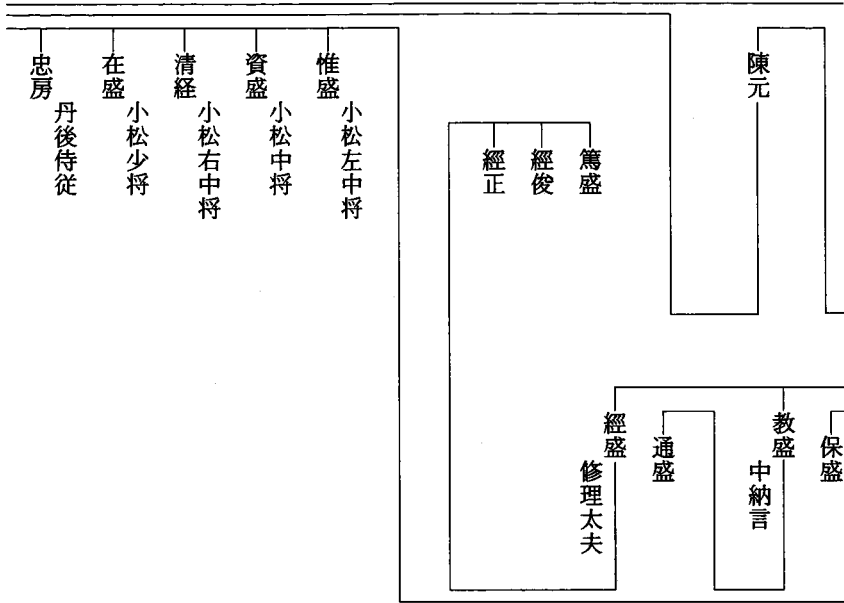 陳元
保盛
教盛
中納言
通盛
經盛
修理太夫
篤盛
經俊
經正
惟盛
小松左中将
資盛
小松中将
清経
小松右中将
在盛
小松少将
忠房
丹後侍従